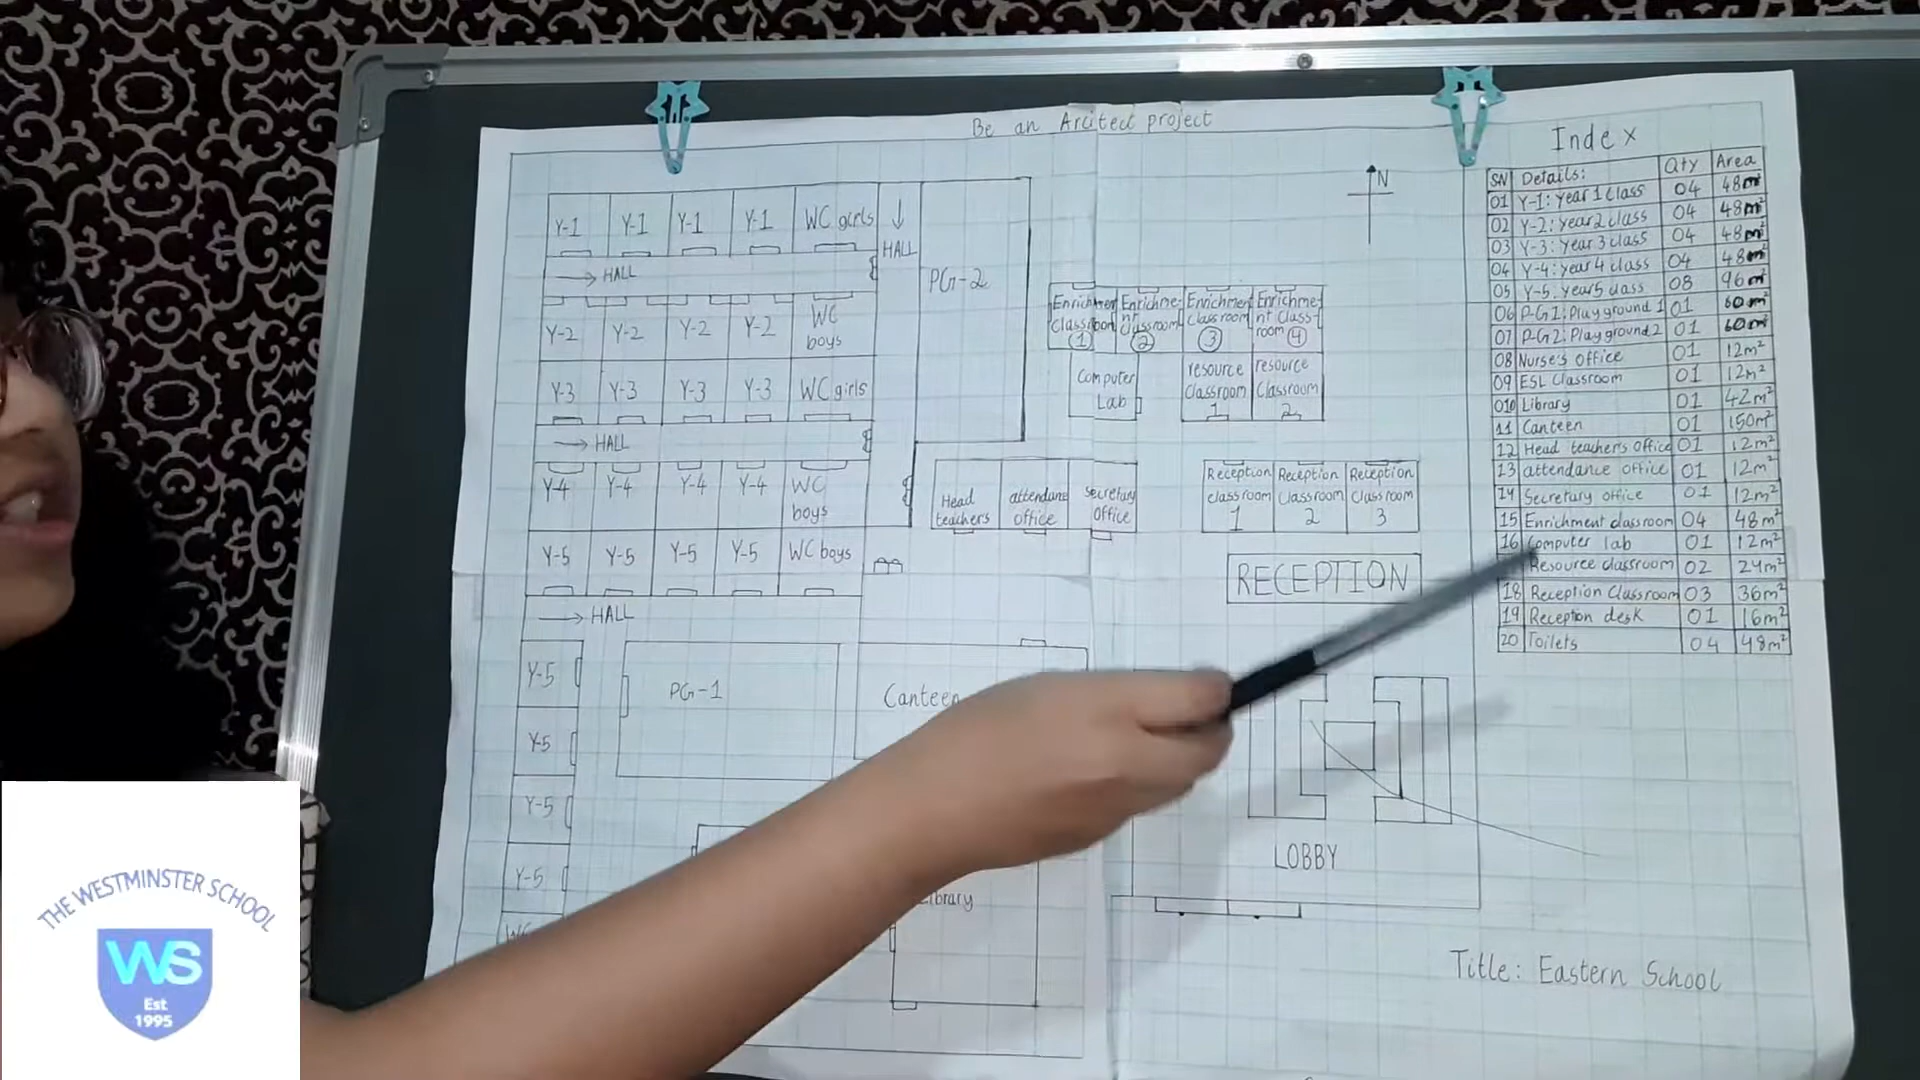 Be an Arcitect project
Y-1 Y-1 Y-1 Y-1 WC girls
HALL
HALL
PG-2
Y-2 Y-2 Y-2 Y-2 WC boys
Y-3 Y-3 Y-3 Y-3 WC girls
HALL
Y-4 Y-4 Y-4 Y-4 WC boys
Y-5 Y-5 Y-5 Y-5 WC boys
HALL
Y-5
Y-5
Y-5
Y-5
PG-1
Canteen
N
Enrichment Classroom 1
Enrichme-nt Classroom 2
Enrichment Classroom 3
Enrichme-nt Class-room 4
Computer Lab
resource Classroom 1
resource Classroom 2
Head teachers
attendance office
Secretary office
Reception classroom 1
Reception Classroom 2
Reception Classroom 3
RECEPTION
LOBBY
Title: Eastern School
Index
SN Details: Qty Area
01 Y-1: Year 1 Class 04 48m²
02 Y-2: Year 2 class 04 48m²
03 Y-3: Year 3 class 04 48m²
04 Y-4: Year 4 class 04 48m²
05 Y-5. Year 5 class 08 96m²
06 P-G1: Playground 1 01 60m²
07 P-G2: Playground 2 01 60m²
08 Nurse's office 01 12m²
09 ESL Classroom 01 12m²
010 Library 01 42m²
11 Canteen 01 150m²
12 Head teacher's Office 01 12m²
13 attendance office 01 12m²
14 Secretary office 01 12m²
15 Enrichment classroom 04 48m²
16 Computer lab 01 12m²
Resource classroom 02 24m²
18 Reception Classroom 03 36m²
19 Reception desk 01 16m²
20 Toilets 04 48m²
THE WESTMINSTER SCHOOL
WS
Est
1995